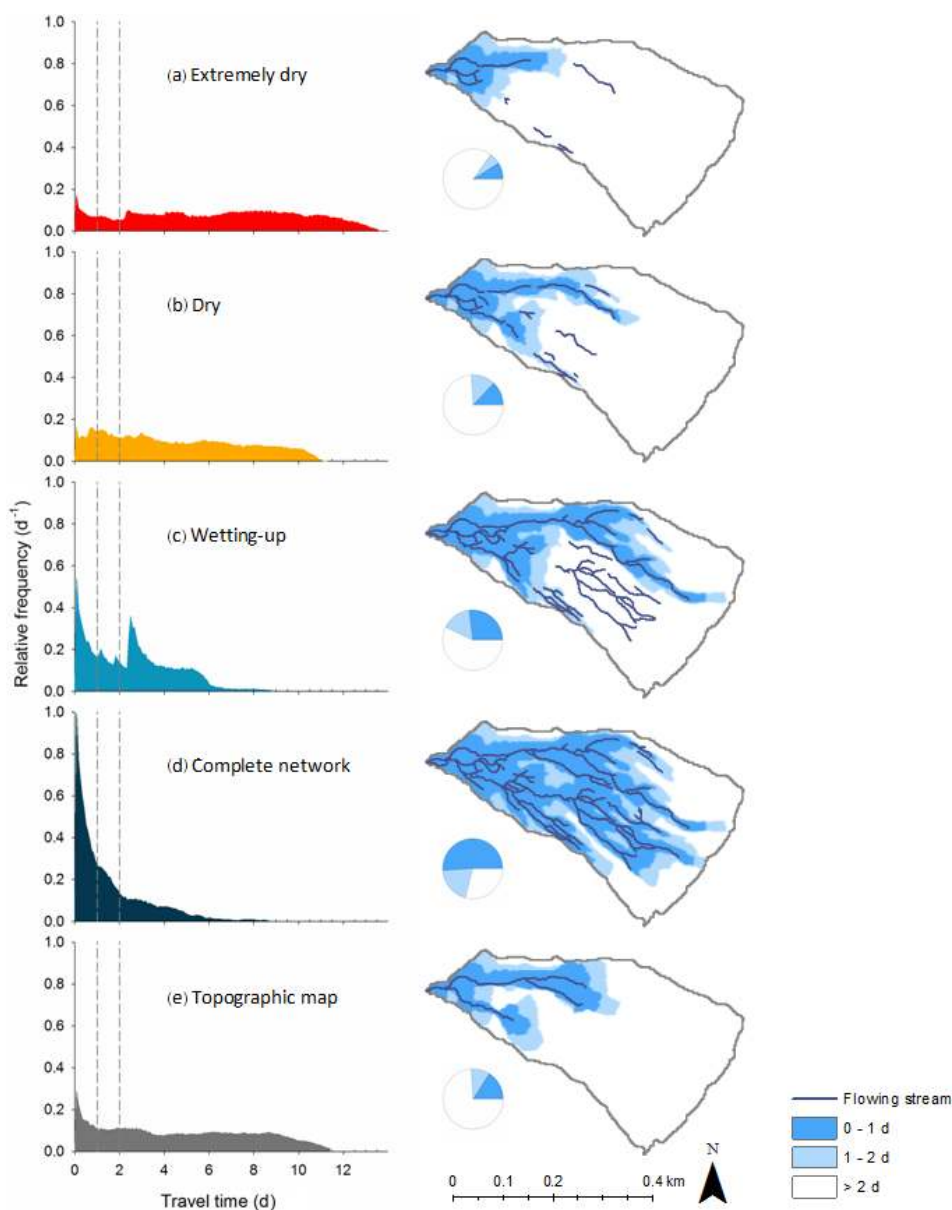 1.0
0.8
0.6
0.4
0.2
0.0
(a) Extremely dry
1.0
0.8
0.6
0.4
0.2
0.0
(b) Dry
1.0
0.8
0.6
0.4
0.2
0.0
(c) Wetting-up
Relative frequency (d⁻¹)
1.0
0.8
0.6
0.4
0.2
0.0
(d) Complete network
1.0
0.8
0.6
0.4
0.2
0.0
(e) Topographic map
0 2 4 6 8 10 12
Travel time (d)
0 0.1 0.2 0.4 km
N
Flowing stream
0 - 1 d
1 - 2 d
> 2 d